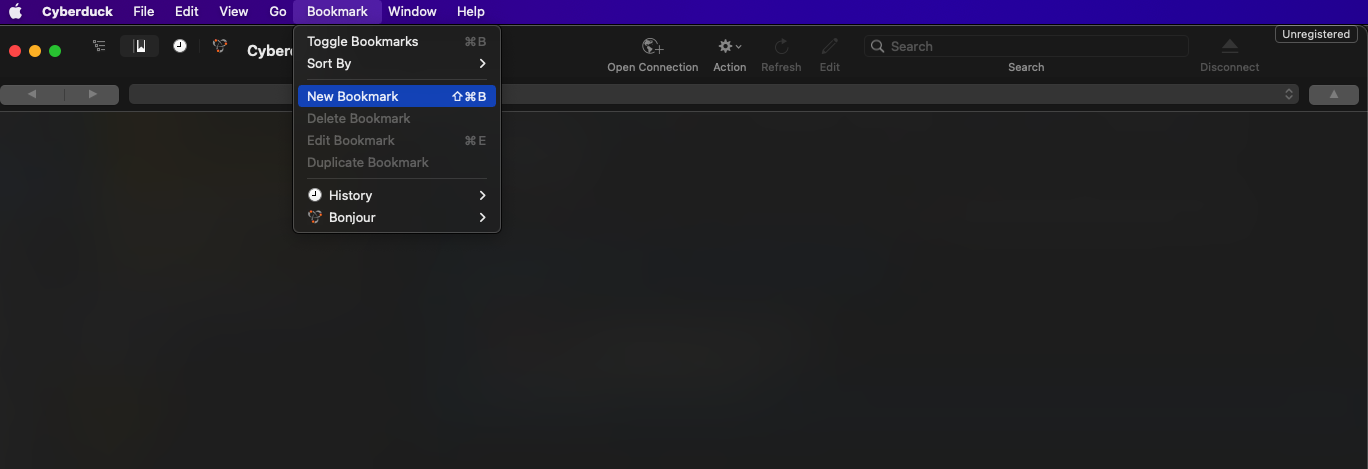 Cyberduck File Edit View Go Bookmark Window Help
Unregistered
Cyberd
Toggle Bookmarks ⌘B
Sort By
New Bookmark ⇧⌘B
Delete Bookmark
Edit Bookmark ⌘E
Duplicate Bookmark
History
Bonjour
Open Connection
Action
Refresh
Edit
Search
Search
Disconnect